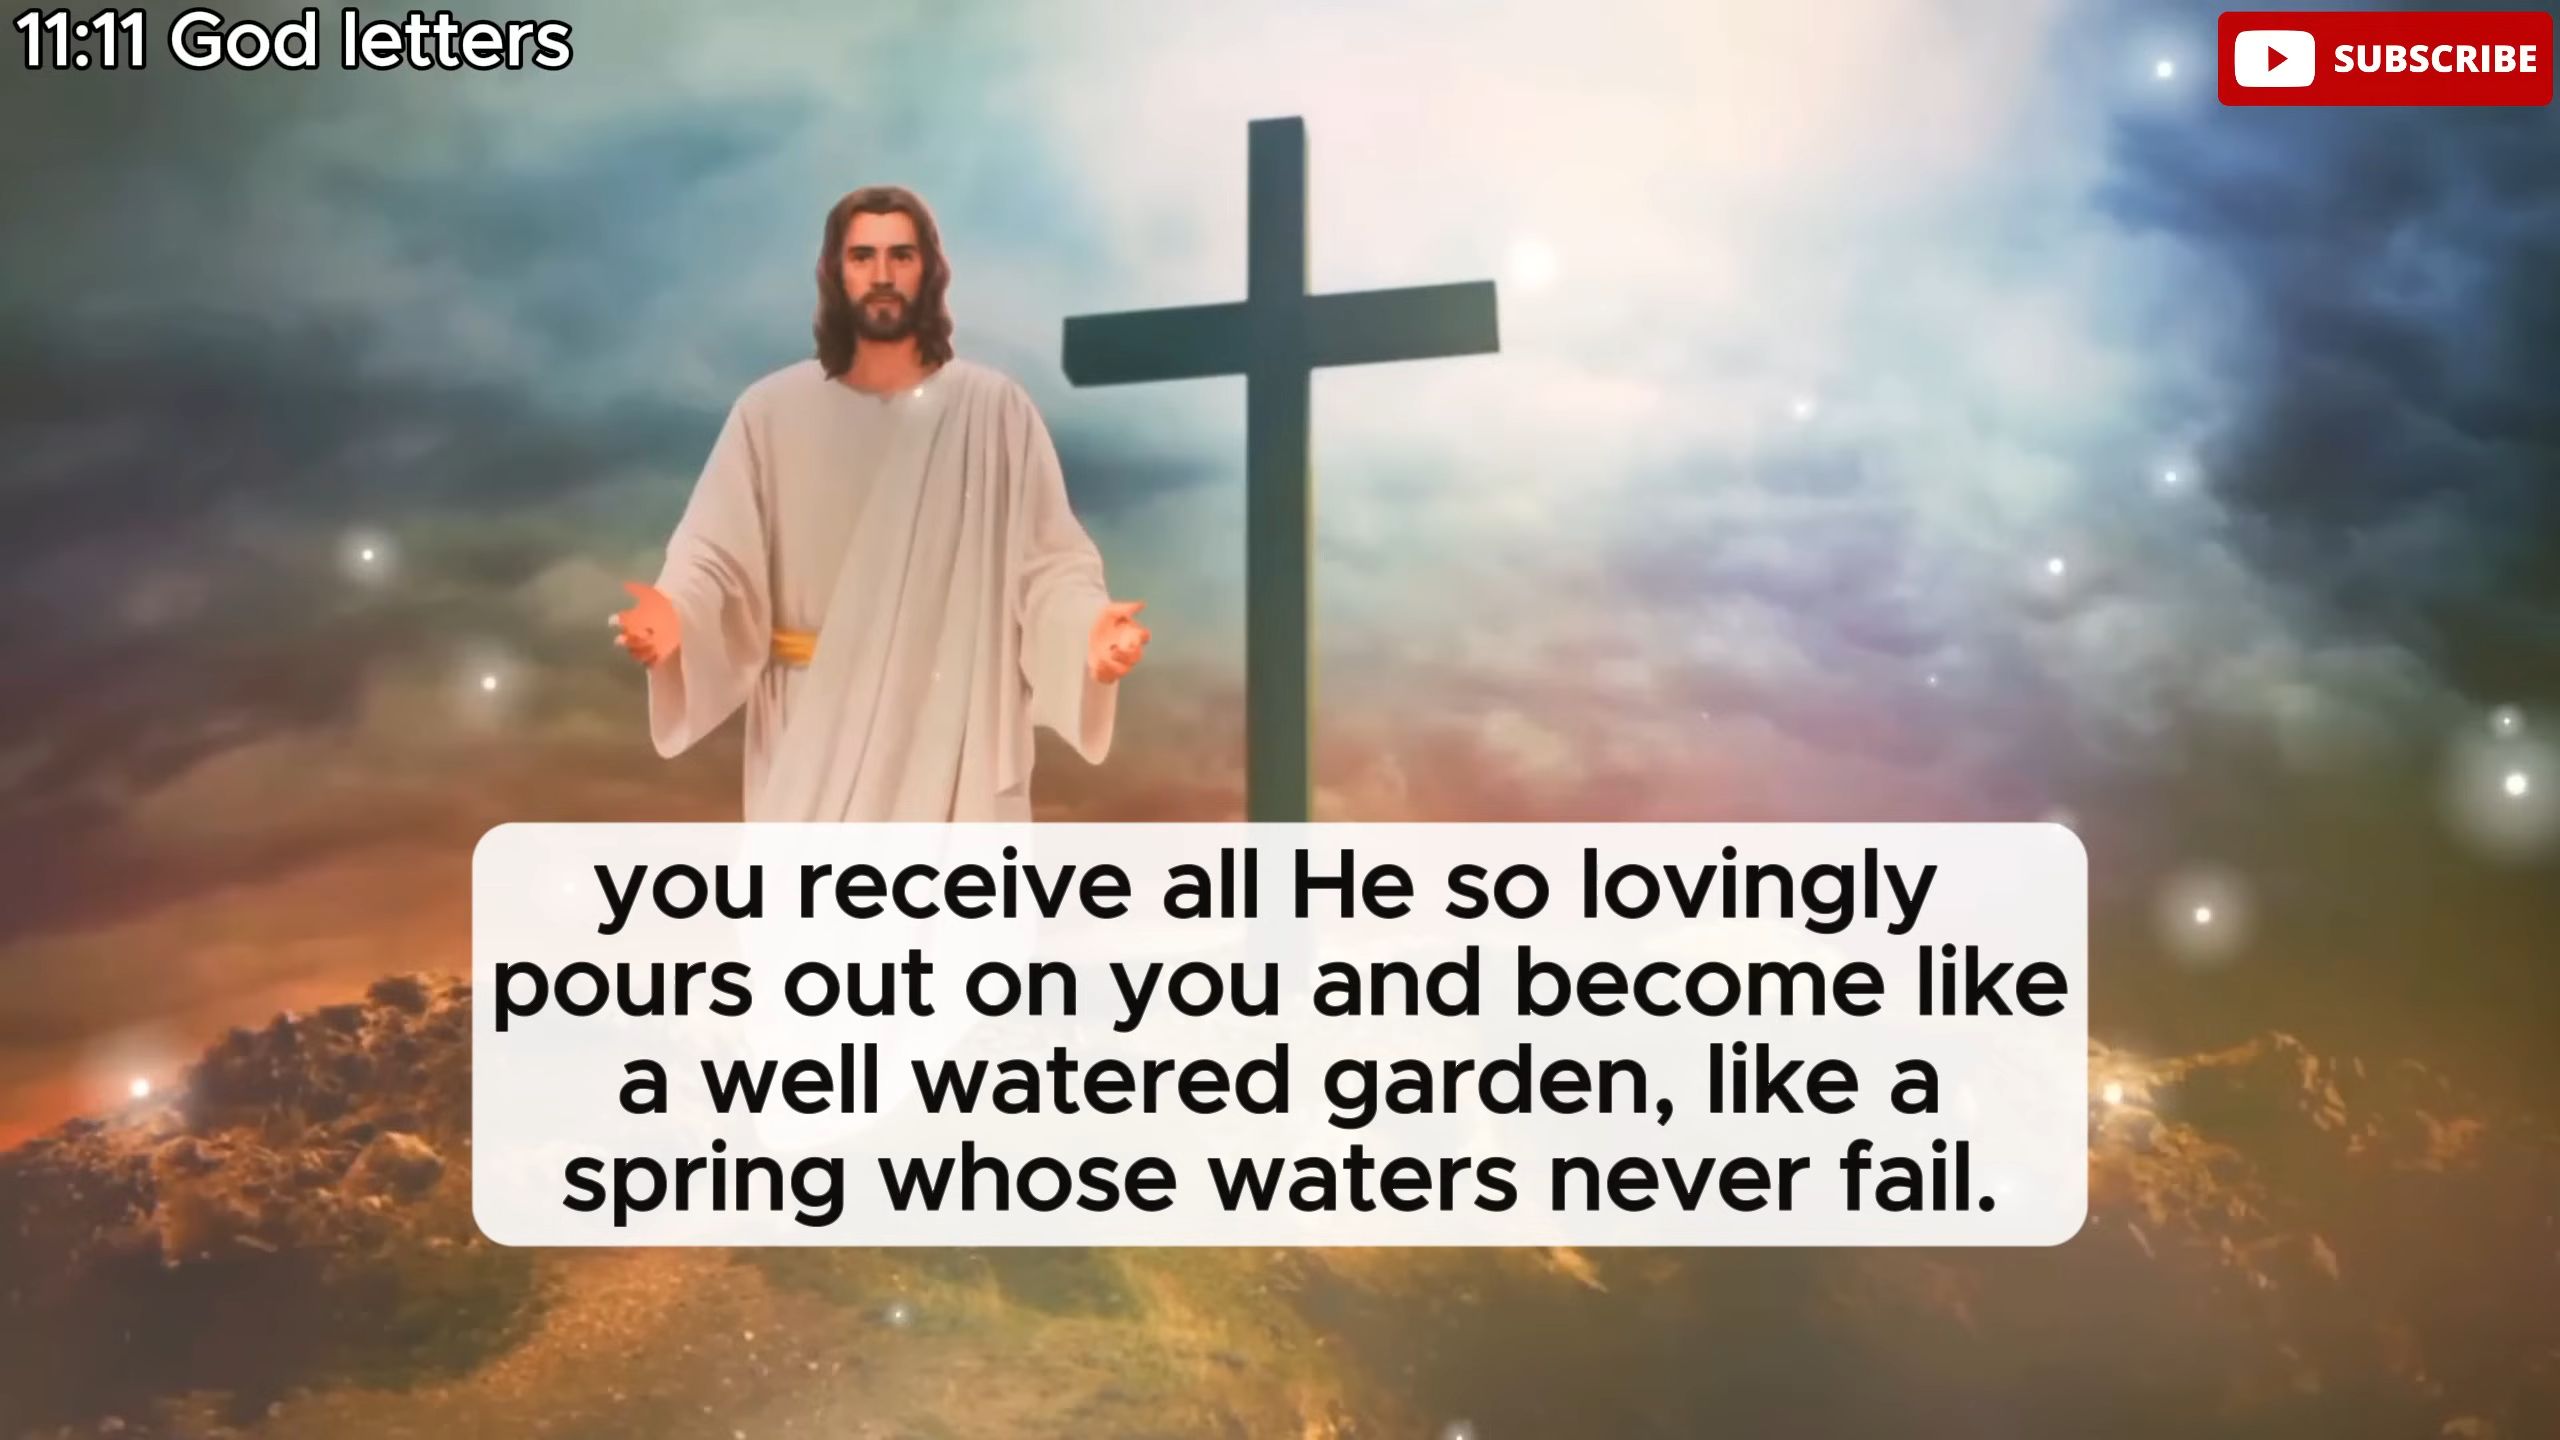 11:11 God letters
SUBSCRIBE
you receive all He so lovingly
pours out on you and become like
a well watered garden, like a
spring whose waters never fail.